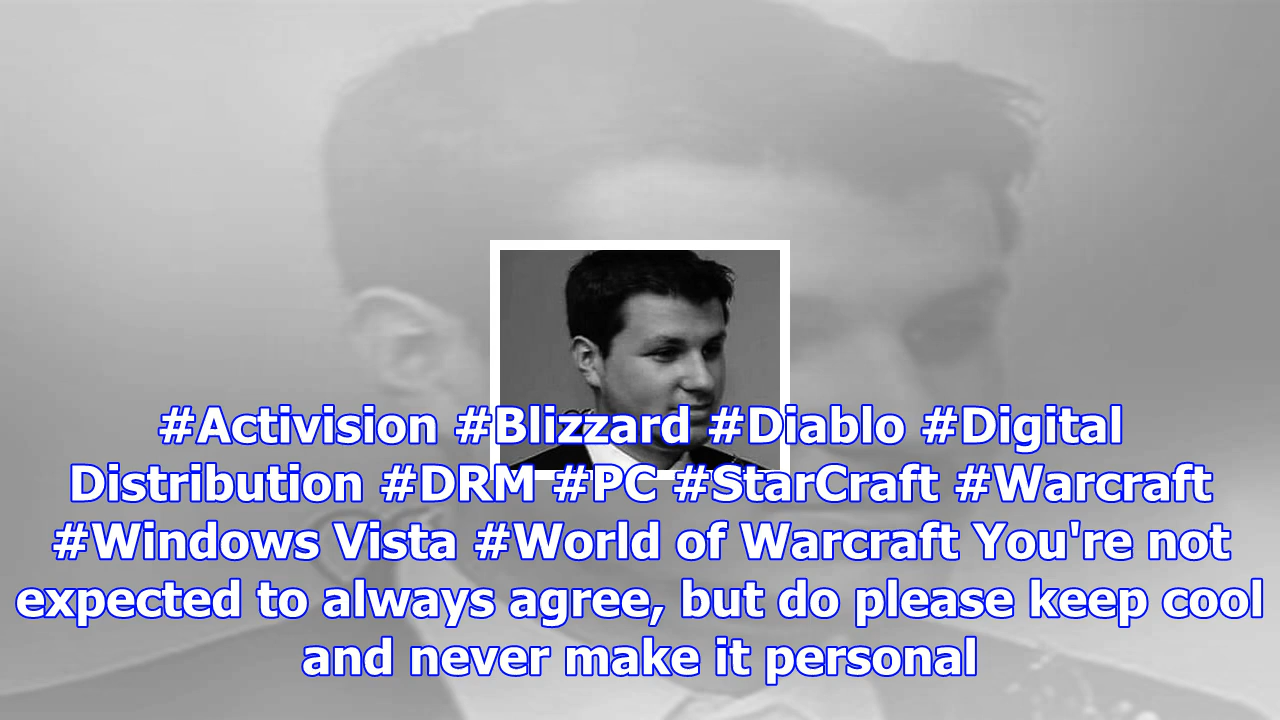 #Activision #Blizzard #Diablo #Digital
Distribution #DRM #PC #StarCraft #Warcraft
#Windows Vista #World of Warcraft You're not
expected to always agree, but do please keep cool
and never make it personal